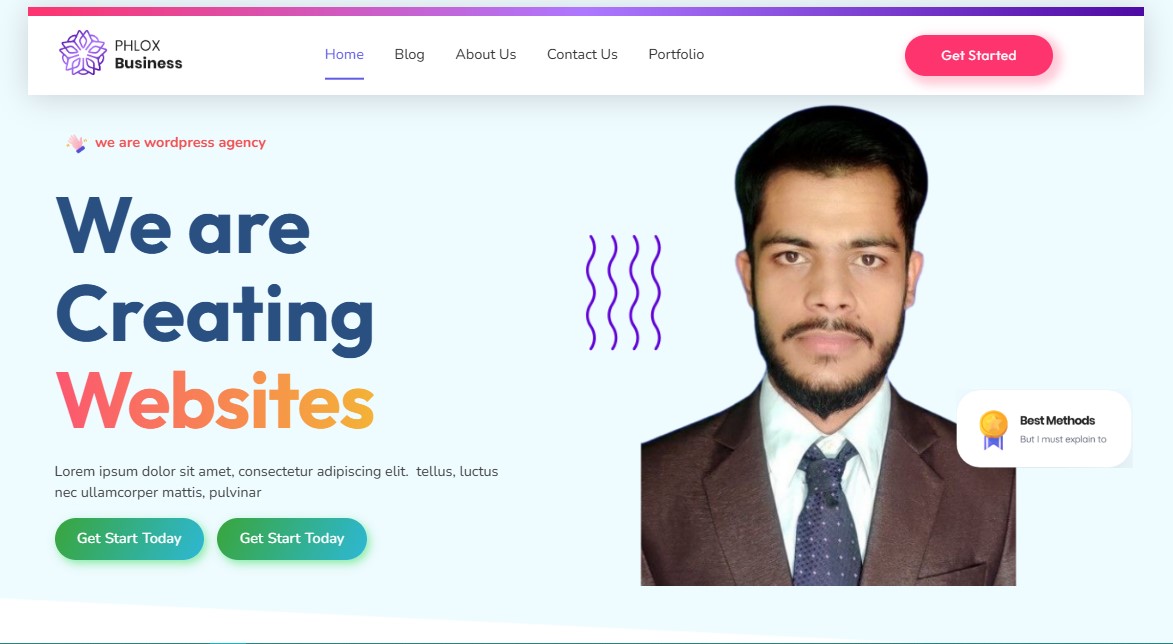 PHLOX
Business
Home
Blog
About Us
Contact Us
Portfolio
Get Started
we are wordpress agency
We are
Creating
Websites
Lorem ipsum dolor sit amet, consectetur adipiscing elit.  tellus, luctus
nec ullamcorper mattis, pulvinar
Get Start Today
Get Start Today
Best Methods
But I must explain to